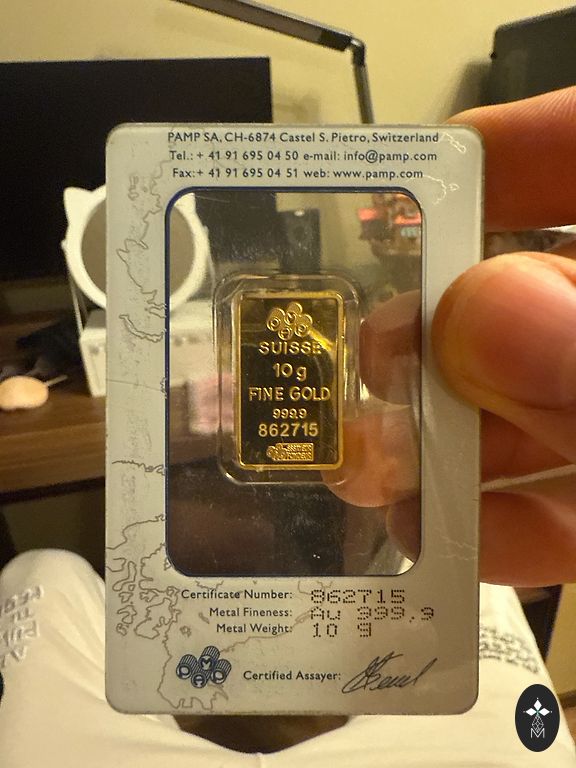 PAMP SA, CH-6874 Castel S. Pietro, Switzerland
Tel.: + 41 91 695 04 50 e-mail: info@pamp.com
Fax: + 41 91 695 04 51 web: www.pamp.com
PAMP
SUISSE
10 g
FINE GOLD
999.9
862715
Certificate Number: 862715
Metal Fineness: Au 999,9
Metal Weight: 10 g
PAMP
Certified Assayer:
M